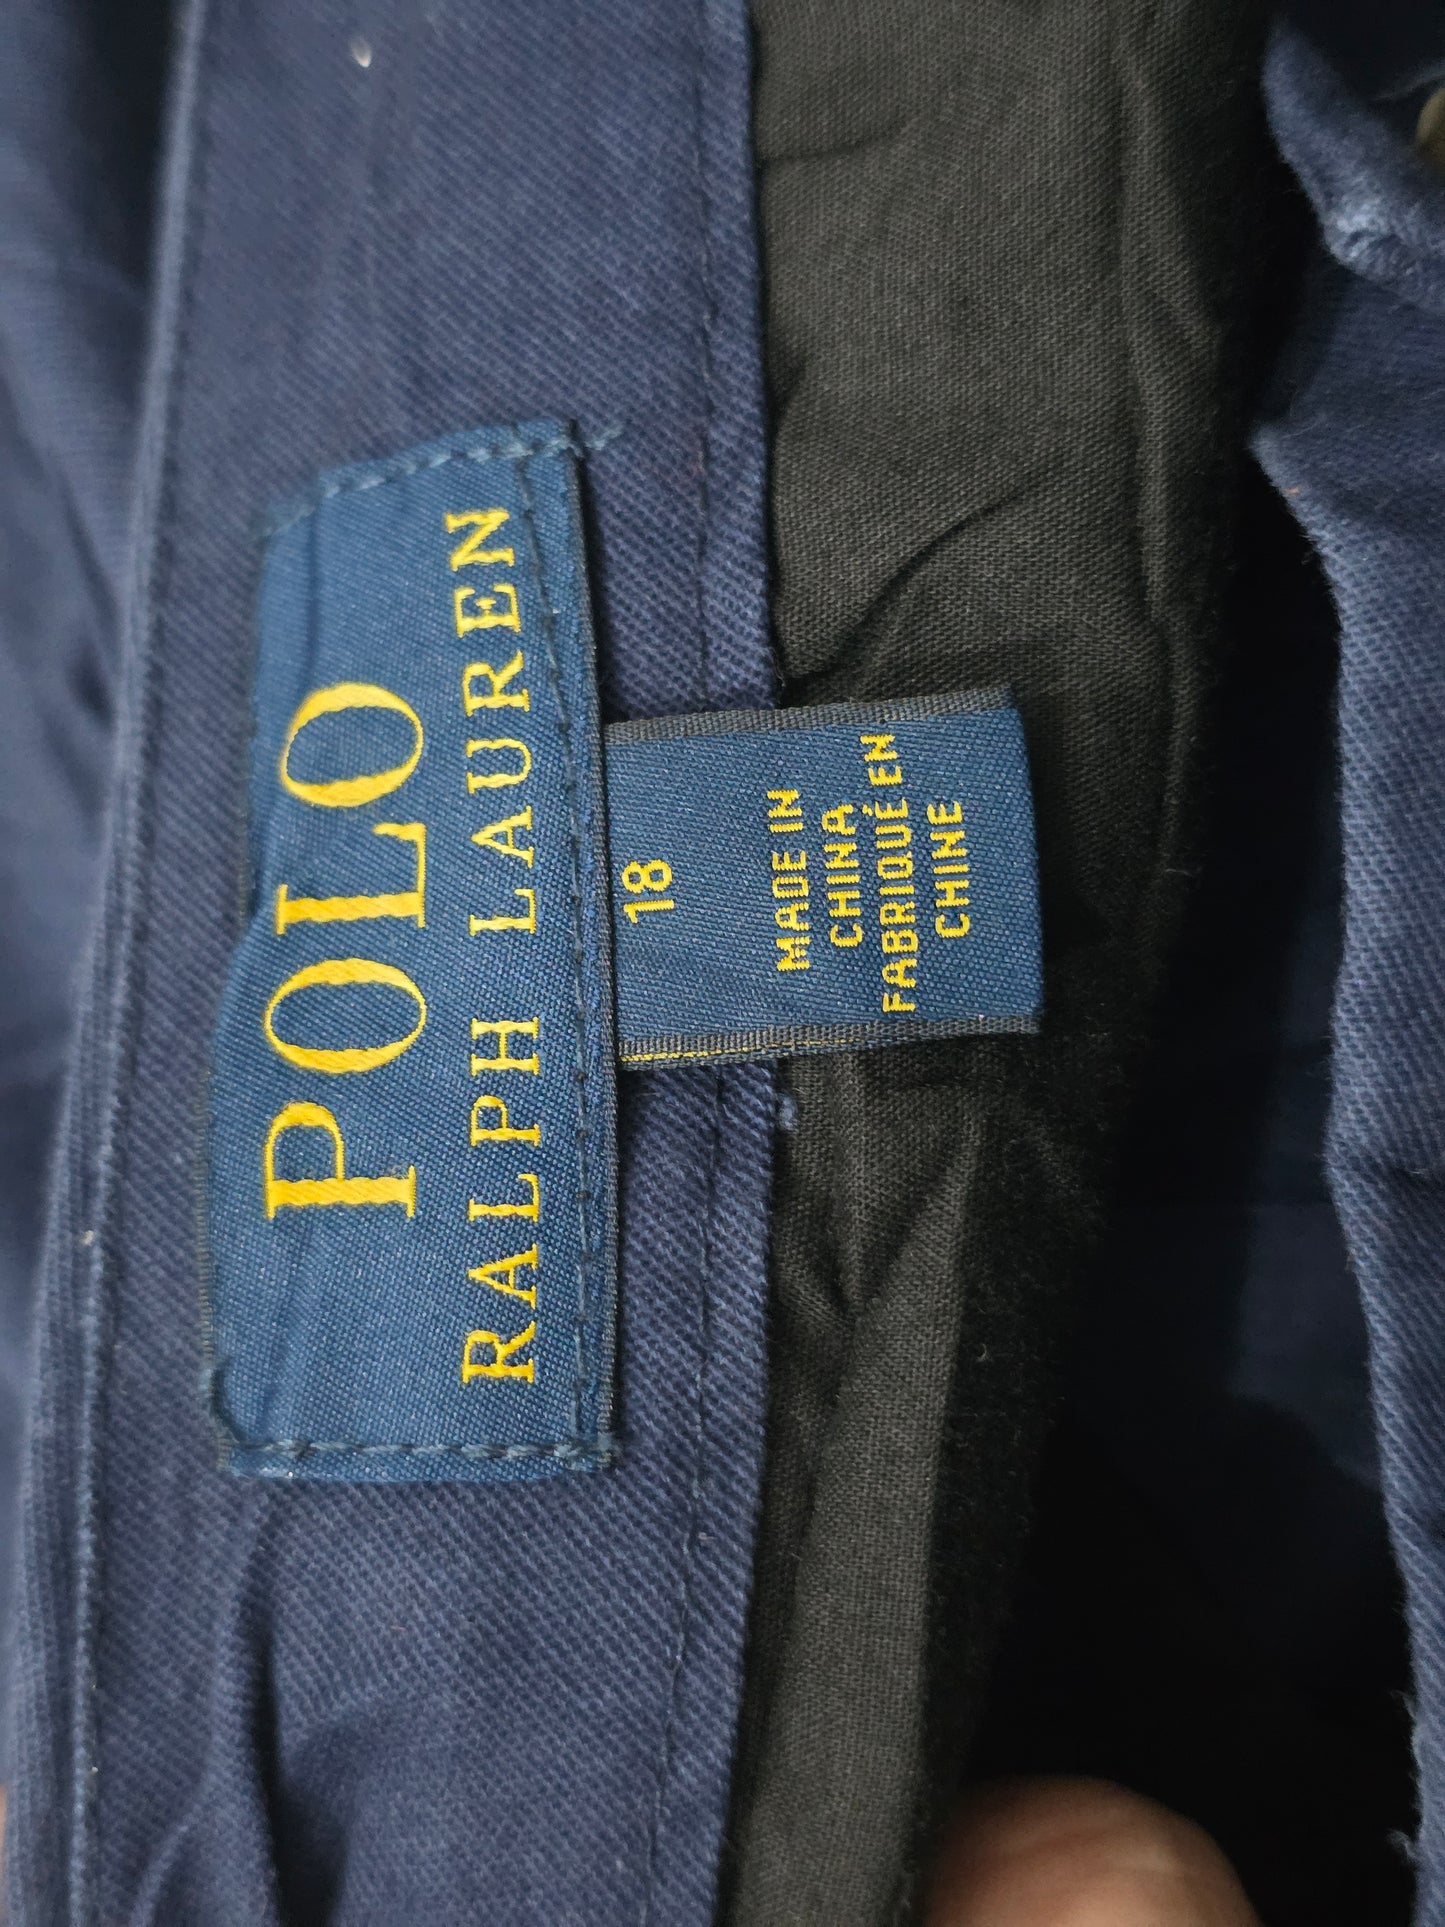 POLO
RALPH LAUREN
18
MADE IN
CHINA
FABRIQUÉ EN
CHINE